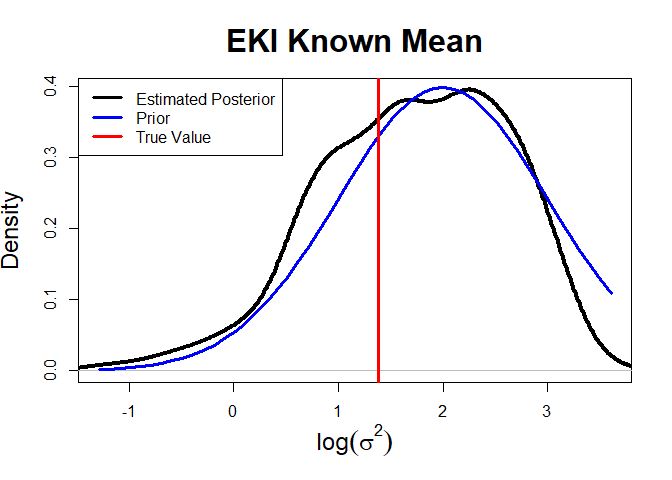 EKI Known Mean
Estimated Posterior
Prior
True Value
Density
0.4
0.3
0.2
0.1
0.0
-1 0 1 2 3
log(σ²)